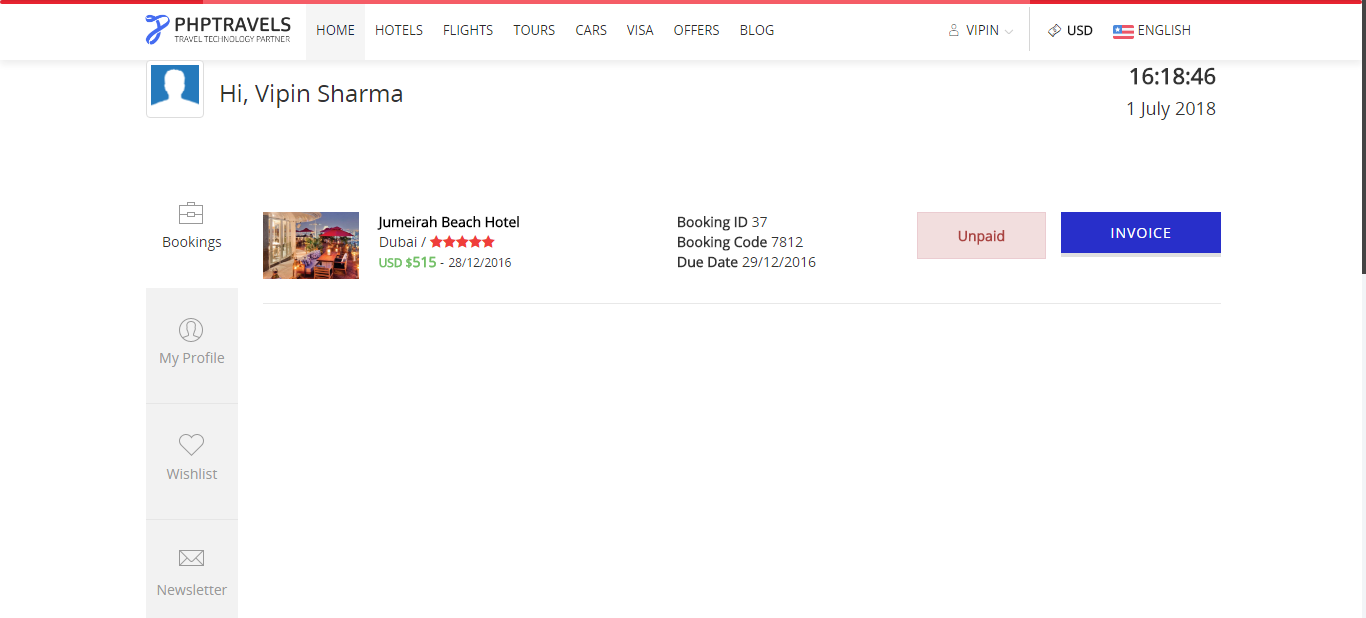 PHPTRAVELS
TRAVEL TECHNOLOGY PARTNER
HOME HOTELS FLIGHTS TOURS CARS VISA OFFERS BLOG VIPIN USD ENGLISH
Hi, Vipin Sharma
16:18:46
1 July 2018
Bookings
Jumeirah Beach Hotel
Dubai /
USD $515 - 28/12/2016
Booking ID 37
Booking Code 7812
Due Date 29/12/2016
Unpaid
INVOICE
My Profile
Wishlist
Newsletter